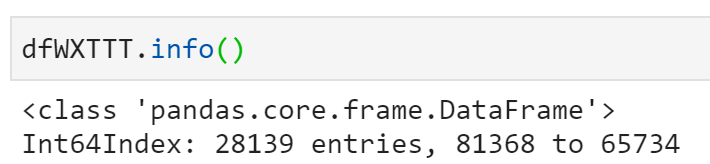 dfWXTTT.info()
<class 'pandas.core.frame.DataFrame'>
Int64Index: 28139 entries, 81368 to 65734